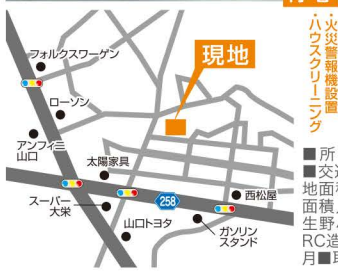 ・火災警報機設置
・ハウスクリーニング
フォルクスワーゲン
現地
ローソン
アンフィニ
山口
太陽家具
スーパー
大栄
258
西松屋
山口トヨタ
ガソリン
スタンド
■所
■交通
地面積
面積
生野
RC造
月■